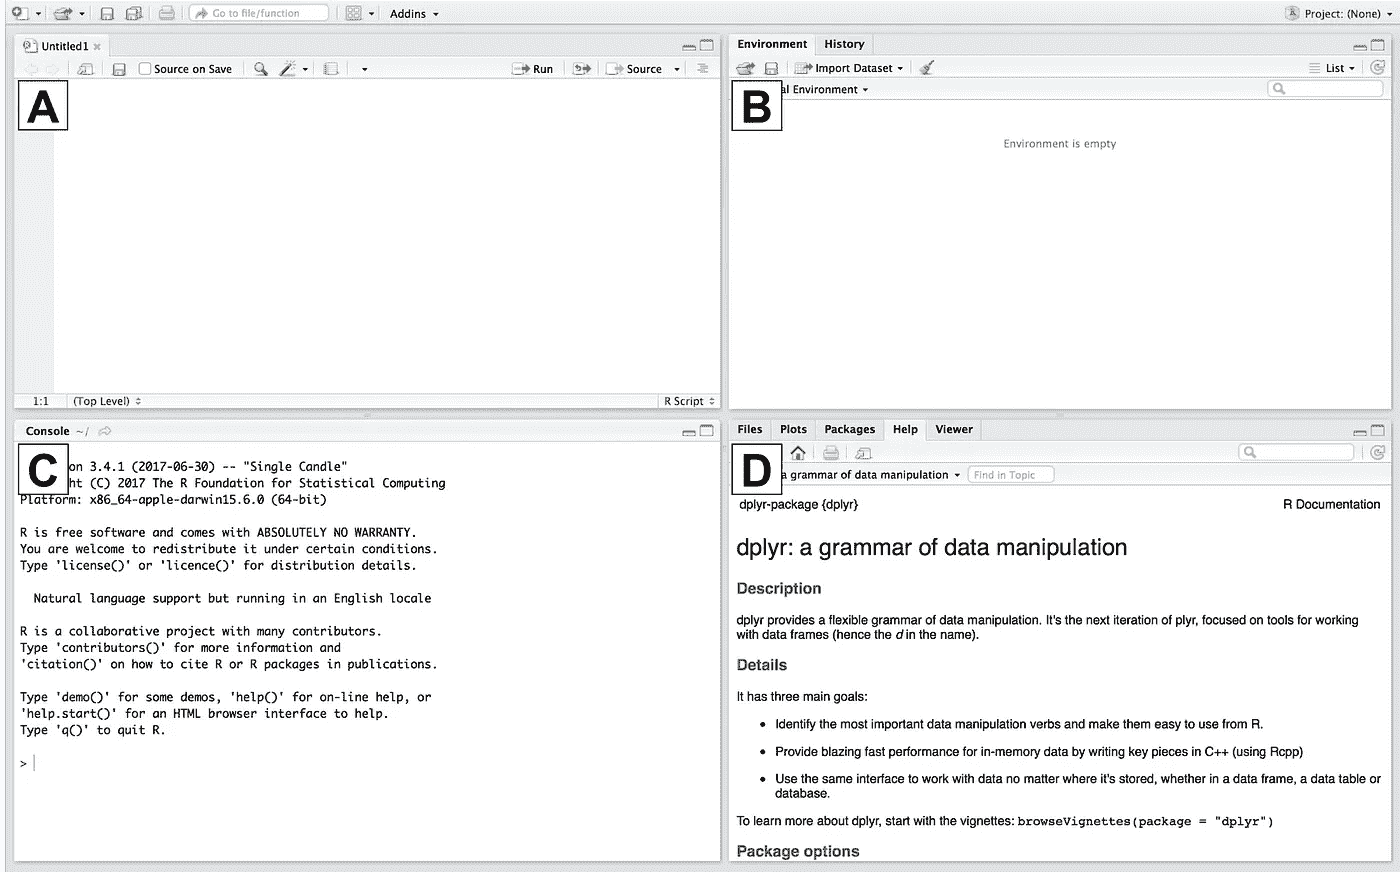 Go to file/function
Addins
Project: (None)
Untitled1
Source on Save
Run
Source
A
1:1
(Top Level)
R Script
Environment
History
Import Dataset
List
B
al Environment
Environment is empty
Console ~/
C
on 3.4.1 (2017-06-30) -- "Single Candle"
ht (C) 2017 The R Foundation for Statistical Computing
Platform: x86_64-apple-darwin15.6.0 (64-bit)
R is free software and comes with ABSOLUTELY NO WARRANTY.
You are welcome to redistribute it under certain conditions.
Type 'license()' or 'licence()' for distribution details.
Natural language support but running in an English locale
R is a collaborative project with many contributors.
Type 'contributors()' for more information and
'citation()' on how to cite R or R packages in publications.
Type 'demo()' for some demos, 'help()' for on-line help, or
'help.start()' for an HTML browser interface to help.
Type 'q()' to quit R.
>
Files
Plots
Packages
Help
Viewer
D
a grammar of data manipulation
Find in Topic
dplyr-package {dplyr}
R Documentation
dplyr: a grammar of data manipulation
Description
dplyr provides a flexible grammar of data manipulation. It's the next iteration of plyr, focused on tools for working
with data frames (hence the d in the name).
Details
It has three main goals:
• Identify the most important data manipulation verbs and make them easy to use from R.
• Provide blazing fast performance for in-memory data by writing key pieces in C++ (using Rcpp)
• Use the same interface to work with data no matter where it's stored, whether in a data frame, a data table or
database.
To learn more about dplyr, start with the vignettes: browseVignettes(package = "dplyr")
Package options